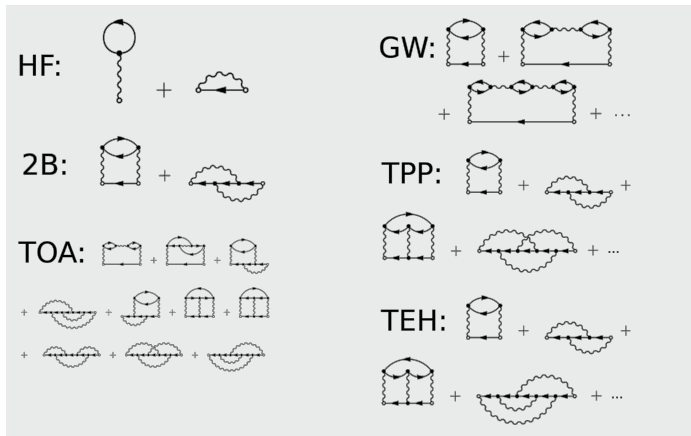 HF:
+
2B:
+
TOA:
+ +
+ + + +
+ + +
GW:
+
+ + ...
TPP:
+ +
+ + ...
TEH:
+ +
+ + ...